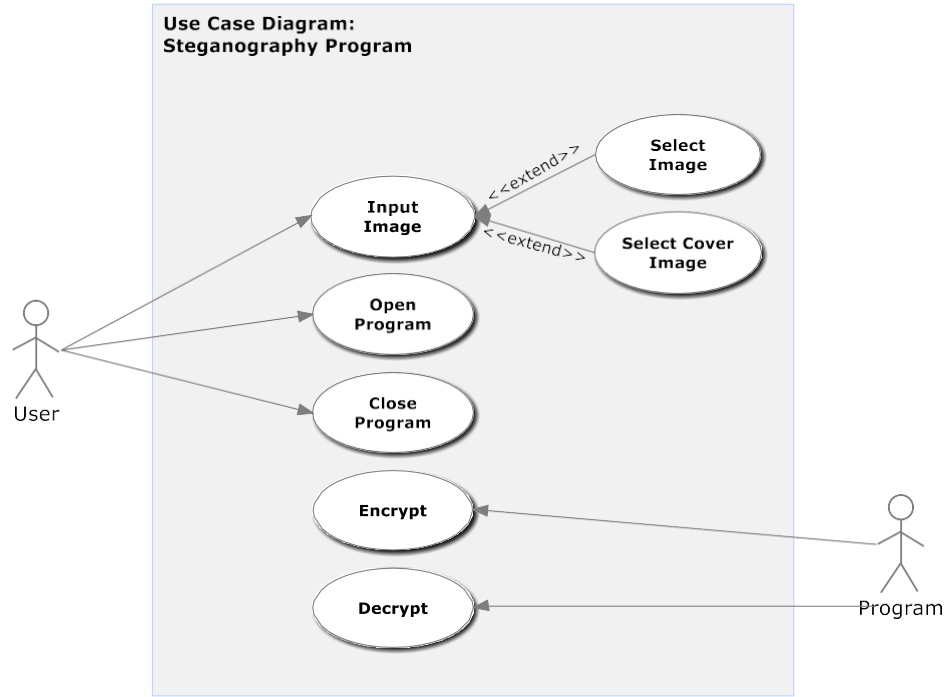 Use Case Diagram:
Steganography Program
Select
Image
<<extend>>
Input
Image
Select Cover
Image
<<extend>>
Open
Program
User
Close
Program
Encrypt
Program
Decrypt